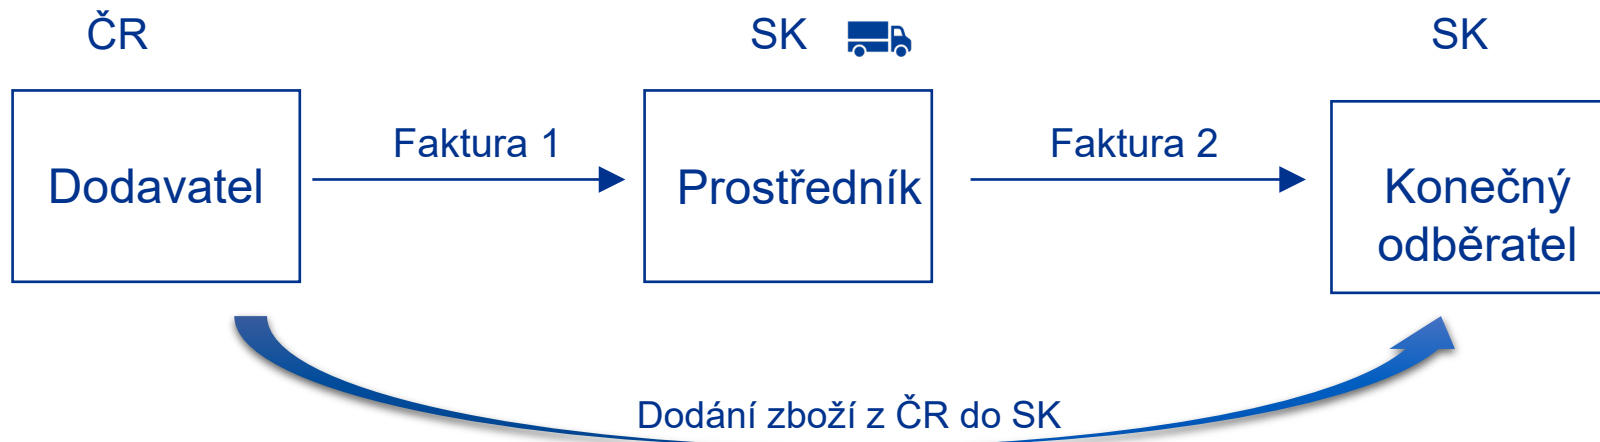 ČR
SK
SK
Faktura 1
Faktura 2
Dodavatel
Prostředník
Konečný
odběratel
Dodání zboží z ČR do SK